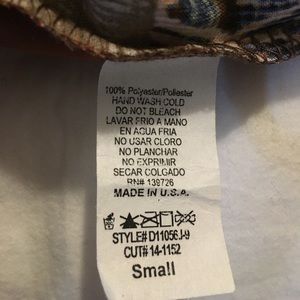 100% Polyester/Poliester
HAND WASH COLD
DO NOT BLEACH
LAVAR FRIO A MANO
EN AGUA FRIA
NO USAR CLORO
NO PLANCHAR
NO EXPRIMIR
SECAR COLGADO
RN# 139726
MADE IN U.S.A.
STYLE# D11056J-9
CUT# 14-1152
Small